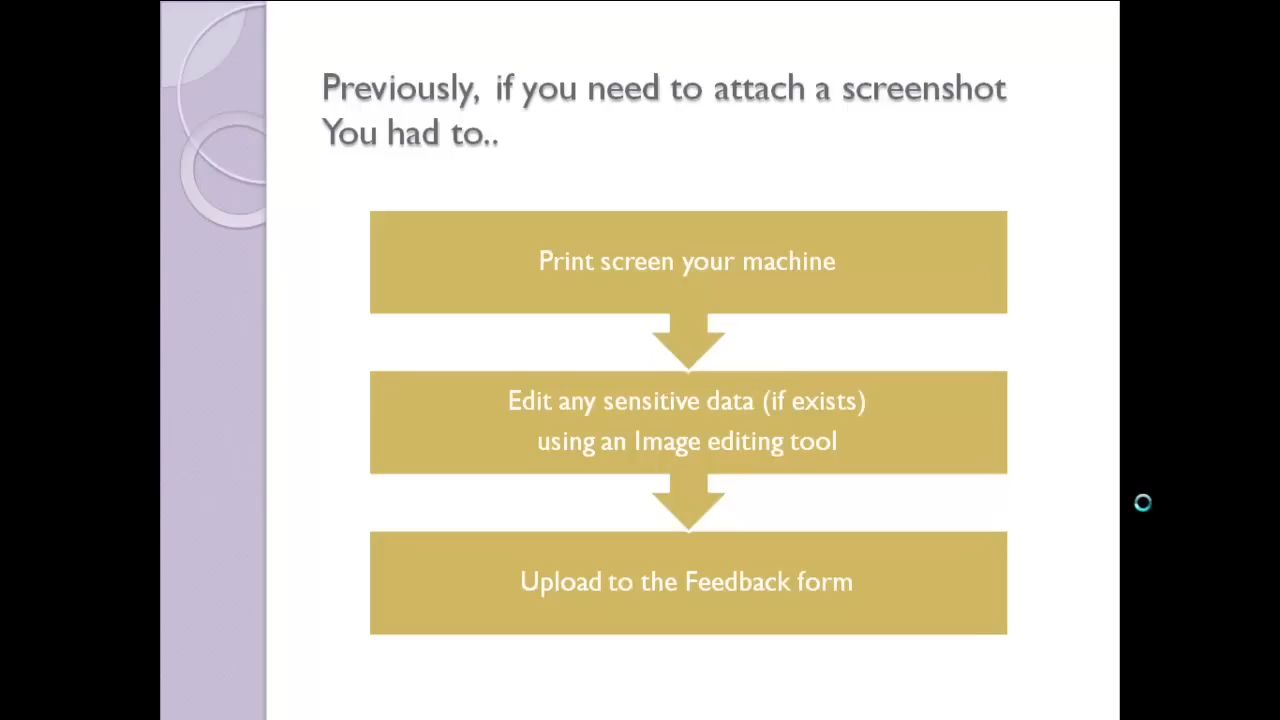 Previously, if you need to attach a screenshot
You had to..
Print screen your machine
Edit any sensitive data (if exists)
using an Image editing tool
Upload to the Feedback form